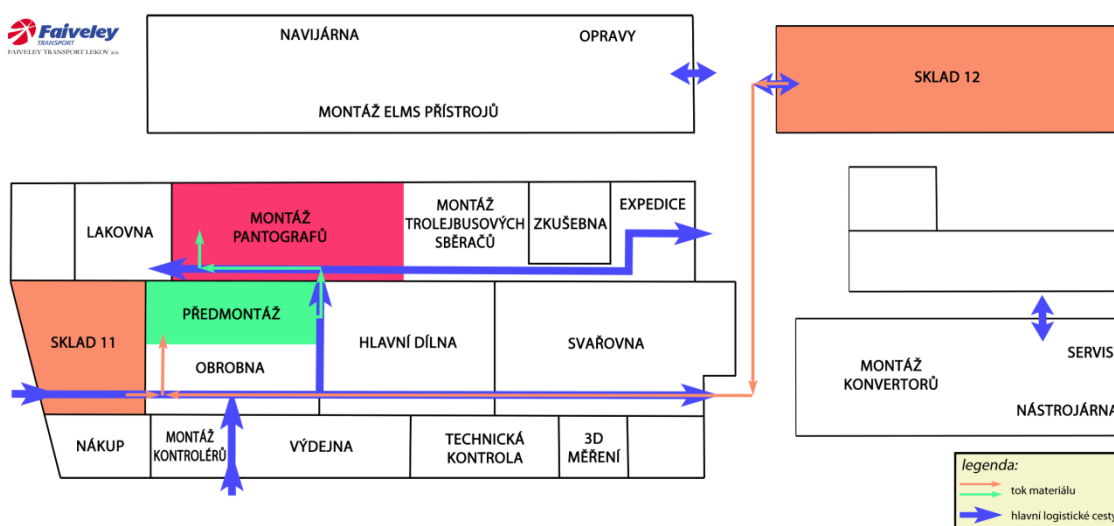 Faiveley
TRANSPORT
FAIVELEY TRANSPORT LEKOV a.s.
NAVIJÁRNA
OPRAVY
MONTÁŽ ELMS PŘÍSTROJŮ
SKLAD 12
LAKOVNA
MONTÁŽ
PANTOGRAFŮ
MONTÁŽ
TROLEJBUSOVÝCH
SBĚRAČŮ
ZKUŠEBNA
EXPEDICE
SKLAD 11
PŘEDMONTÁŽ
OBROBNA
HLAVNÍ DÍLNA
SVAŘOVNA
MONTÁŽ
KONVERTORŮ
SERVIS
NÁSTROJÁRNA
NÁKUP
MONTÁŽ
KONTROLÉRŮ
VÝDEJNA
TECHNICKÁ
KONTROLA
3D
MĚŘENÍ
legenda:
tok materiálu
hlavní logistické cesty